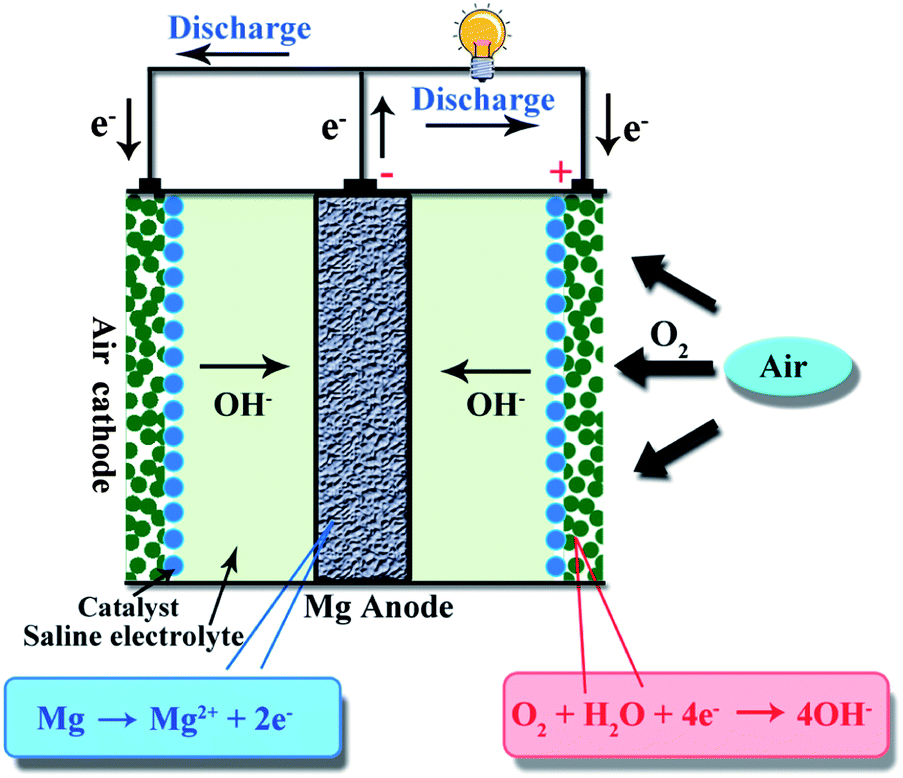 Discharge
Discharge
e⁻
e⁻
e⁻
-
+
Air cathode
O₂
Air
OH⁻
OH⁻
Catalyst
Saline electrolyte
Mg Anode
Mg → Mg²⁺ + 2e⁻
O₂ + H₂O + 4e⁻ → 4OH⁻